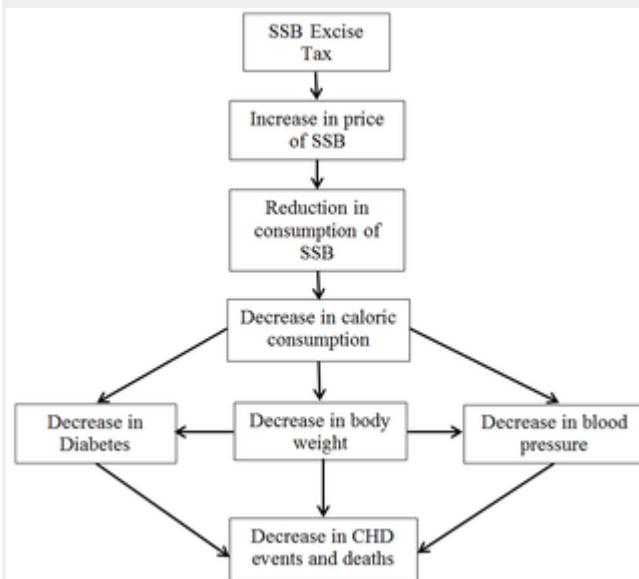 SSB Excise
Tax
Increase in price
of SSB
Reduction in
consumption of
SSB
Decrease in caloric
consumption
Decrease in
Diabetes
Decrease in body
weight
Decrease in blood
pressure
Decrease in CHD
events and deaths